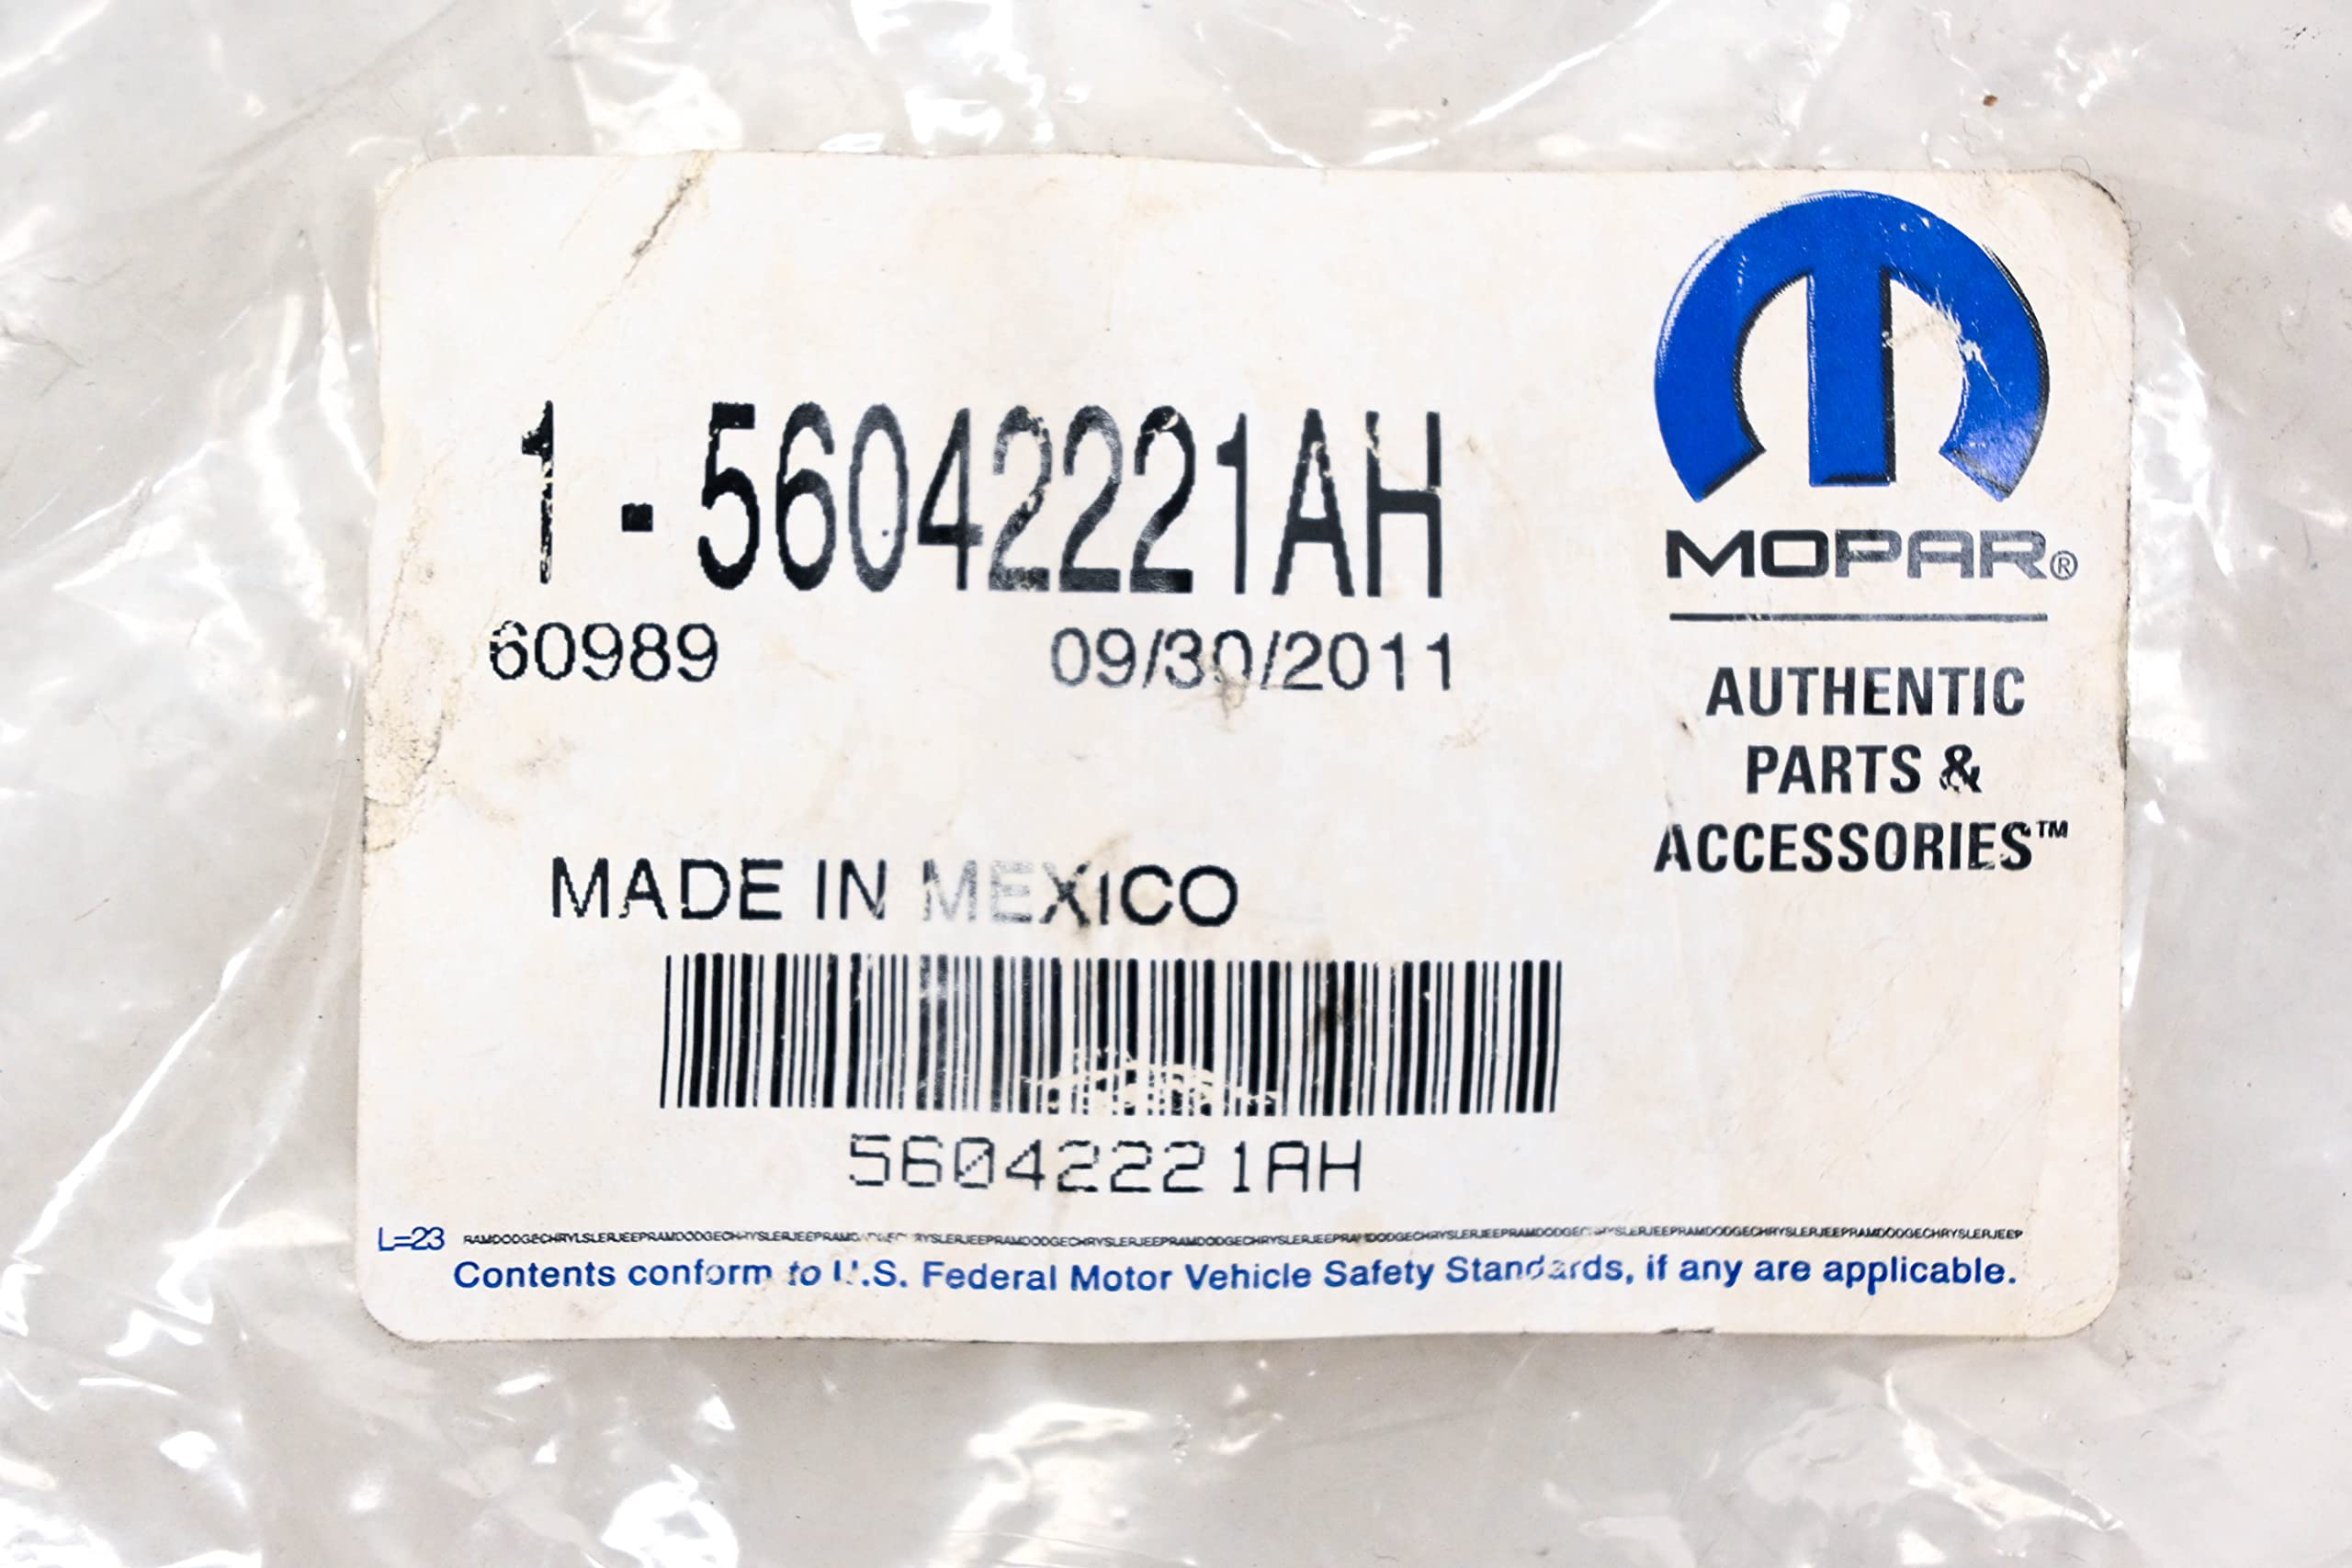 1 - 56042221AH
60989 09/30/2011
MADE IN MEXICO
56042221AH
MOPAR®
AUTHENTIC
PARTS &
ACCESSORIES™
L=23
Contents conform to U.S. Federal Motor Vehicle Safety Standards, if any are applicable.